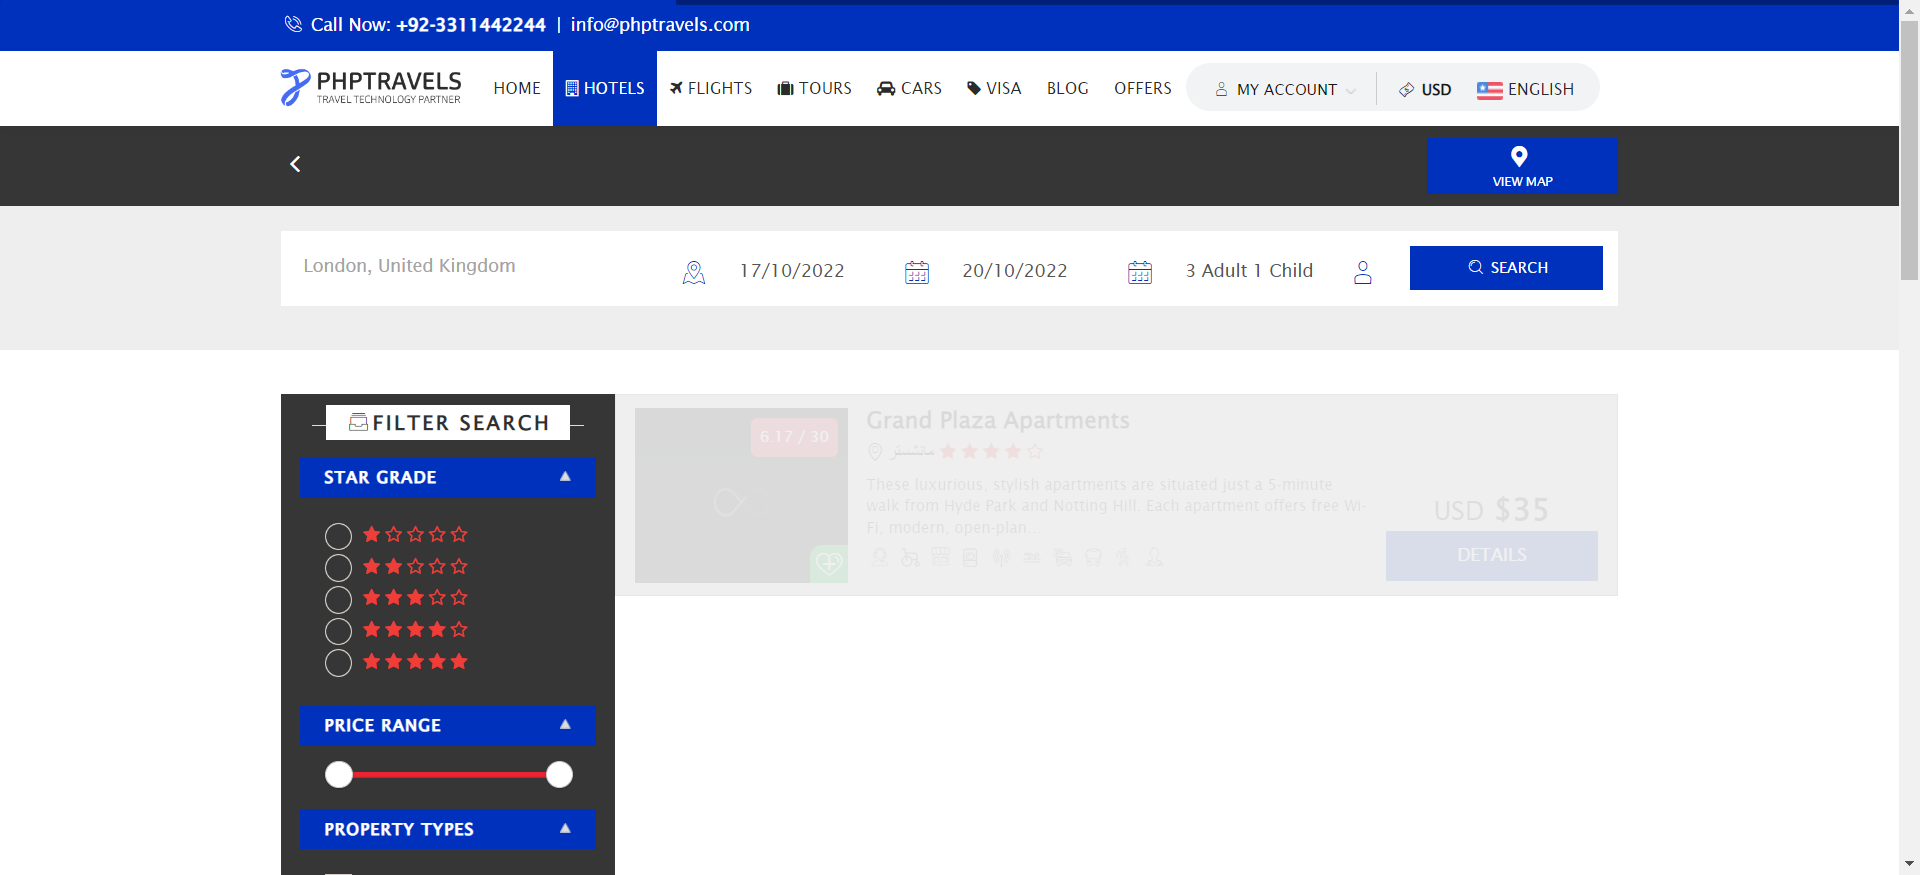 Call Now: +92-3311442244 | info@phptravels.com
PHPTRAVELS
TRAVEL TECHNOLOGY PARTNER
HOME HOTELS FLIGHTS TOURS CARS VISA BLOG OFFERS MY ACCOUNT USD ENGLISH
VIEW MAP
London, United Kingdom 17/10/2022 20/10/2022 3 Adult 1 Child SEARCH
FILTER SEARCH
STAR GRADE
PRICE RANGE
PROPERTY TYPES
6.17 / 30
Grand Plaza Apartments
These luxurious, stylish apartments are situated just a 5-minute
walk from Hyde Park and Notting Hill. Each apartment offers free Wi-
Fi, modern, open-plan...
USD $35
DETAILS